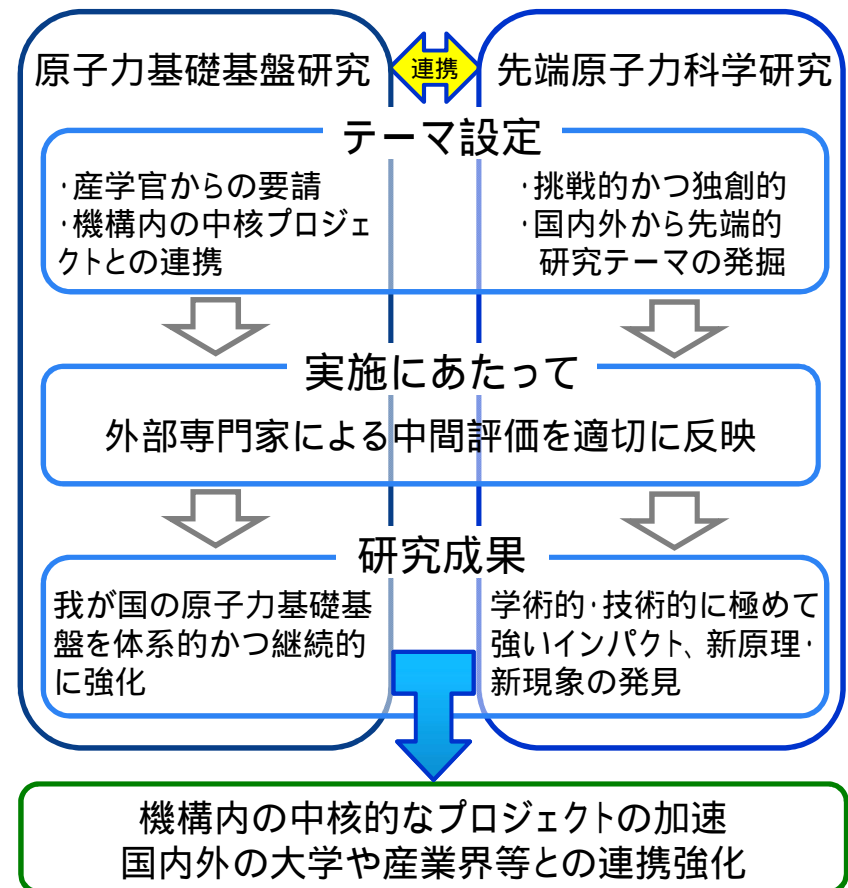 原子力基礎基盤研究
連携
先端原子力科学研究
テーマ設定
・産学官からの要請
・機構内の中核プロジェ
クトとの連携
・挑戦的かつ独創的
・国内外から先端的
研究テーマの発掘
実施にあたって
外部専門家による中間評価を適切に反映
研究成果
我が国の原子力基礎基
盤を体系的かつ継続的
に強化
学術的・技術的に極めて
強いインパクト、新原理・
新現象の発見
機構内の中核的なプロジェクトの加速
国内外の大学や産業界等との連携強化